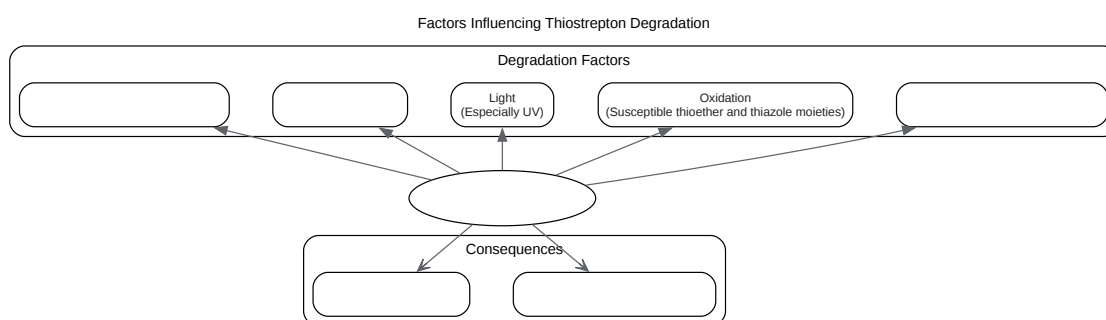 Factors Influencing Thiostrepton Degradation
Degradation Factors
Light
(Especially UV)
Oxidation
(Susceptible thioether and thiazole moieties)
Consequences